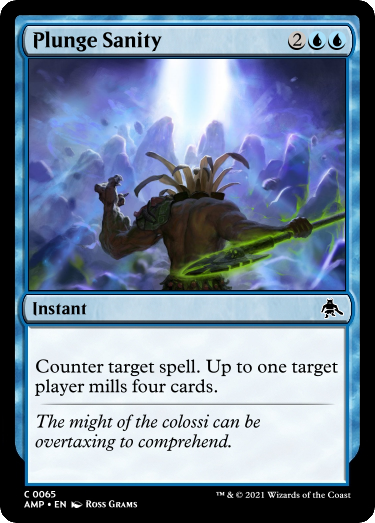 Plunge Sanity 2
Instant
Counter target spell. Up to one target
player mills four cards.
The might of the colossi can be
overtaxing to comprehend.
C 0065
AMP • EN Ross Grams
™ & © 2021 Wizards of the Coast